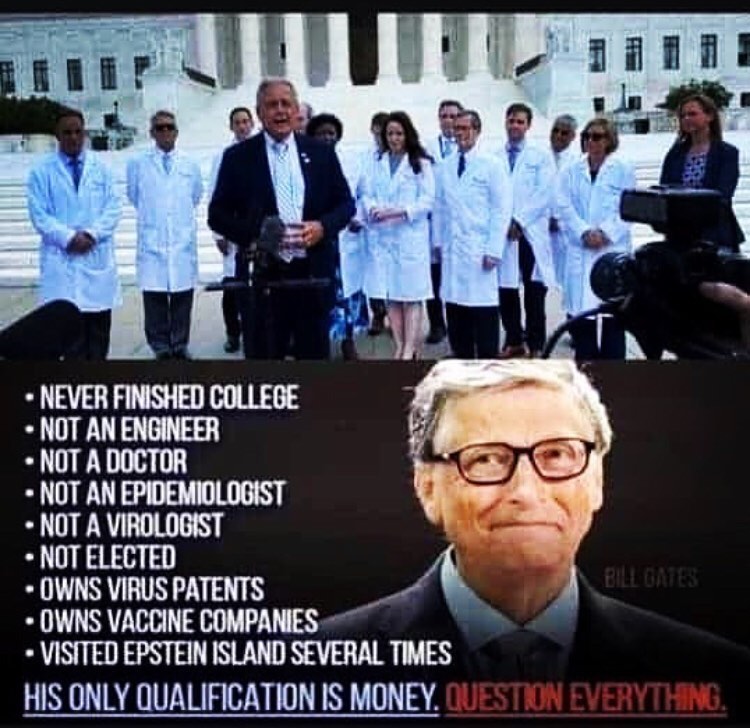 • NEVER FINISHED COLLEGE
• NOT AN ENGINEER
• NOT A DOCTOR
• NOT AN EPIDEMIOLOGIST
• NOT A VIROLOGIST
• NOT ELECTED
• OWNS VIRUS PATENTS
• OWNS VACCINE COMPANIES
• VISITED EPSTEIN ISLAND SEVERAL TIMES
BILL GATES
HIS ONLY QUALIFICATION IS MONEY. QUESTION EVERYTHING.